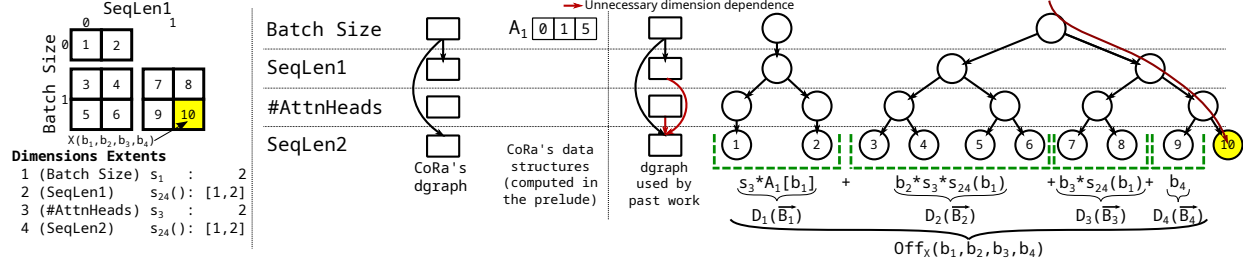 SeqLen1
0 1
Batch Size
0
1 2
1
3 4 7 8
5 6 9 10
X(b₁,b₂,b₃,b₄)
Dimensions Extents
1 (Batch Size) s₁ : 2
2 (SeqLen1) s₂₄(): [1,2]
3 (#AttnHeads) s₃ : 2
4 (SeqLen2) s₂₄(): [1,2]
Batch Size
SeqLen1
#AttnHeads
SeqLen2
CoRa's
dgraph
A₁ 0 1 5
CoRa's data
structures
(computed in
the prelude)
Unnecessary dimension dependence
dgraph
used by
past work
1 2 3 4 5 6 7 8 9 10
s₃*A₁[b₁] + b₂*s₃*s₂₄(b₁) + b₃*s₂₄(b₁) + b₄
D₁(B₁) D₂(B₂) D₃(B₃) D₄(B₄)
Offₓ(b₁,b₂,b₃,b₄)